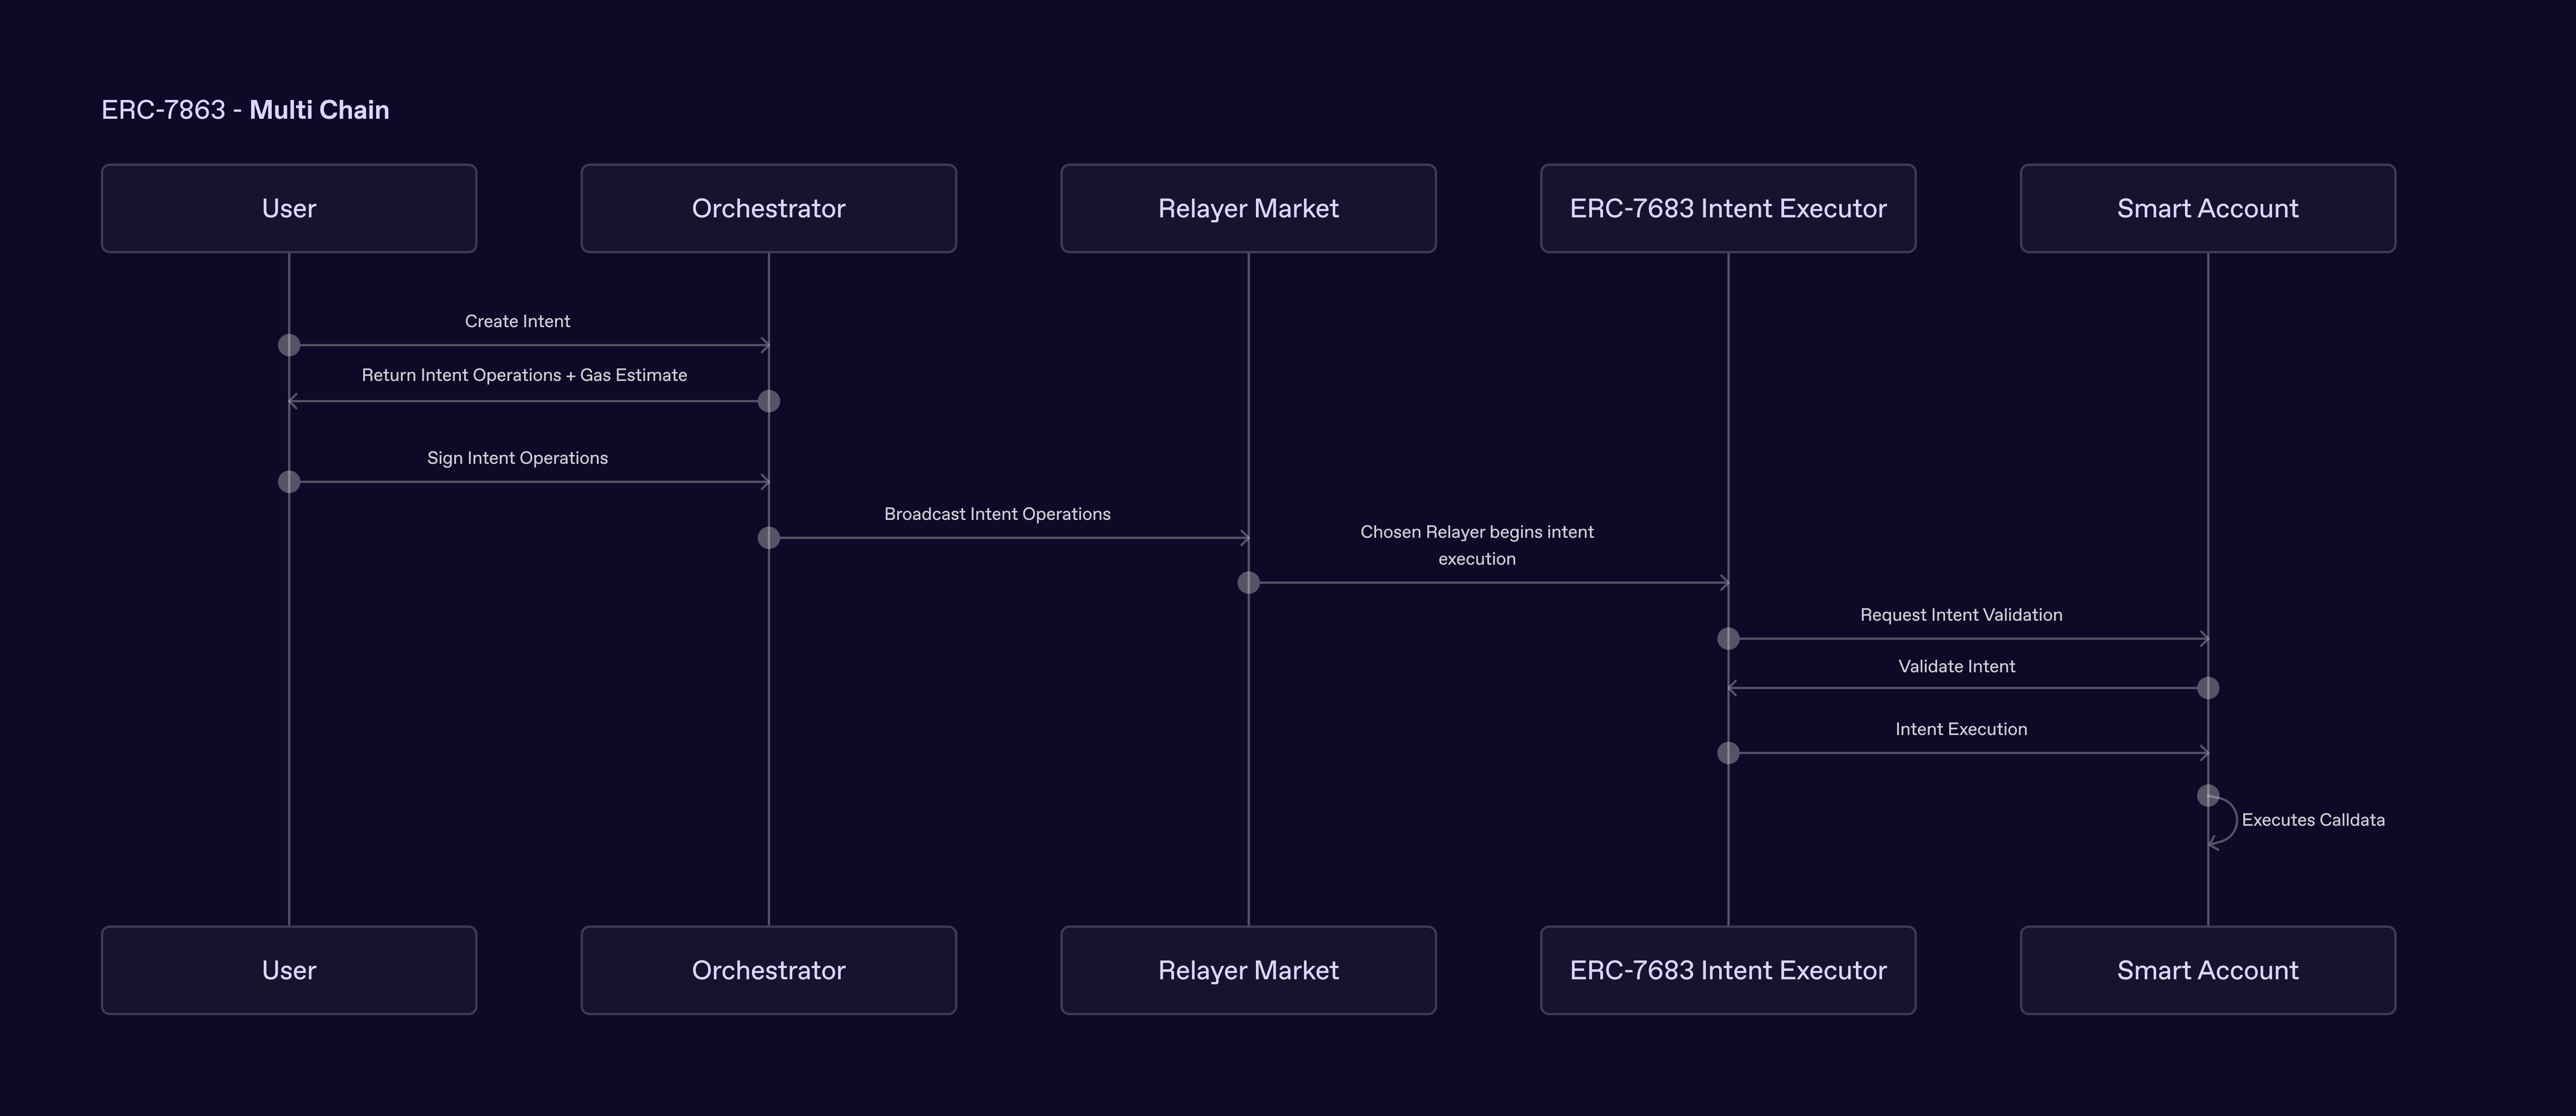 ERC-7863 - Multi Chain
User
Orchestrator
Relayer Market
ERC-7683 Intent Executor
Smart Account
Create Intent
Return Intent Operations + Gas Estimate
Sign Intent Operations
Broadcast Intent Operations
Chosen Relayer begins intent
execution
Request Intent Validation
Validate Intent
Intent Execution
Executes Calldata
User
Orchestrator
Relayer Market
ERC-7683 Intent Executor
Smart Account